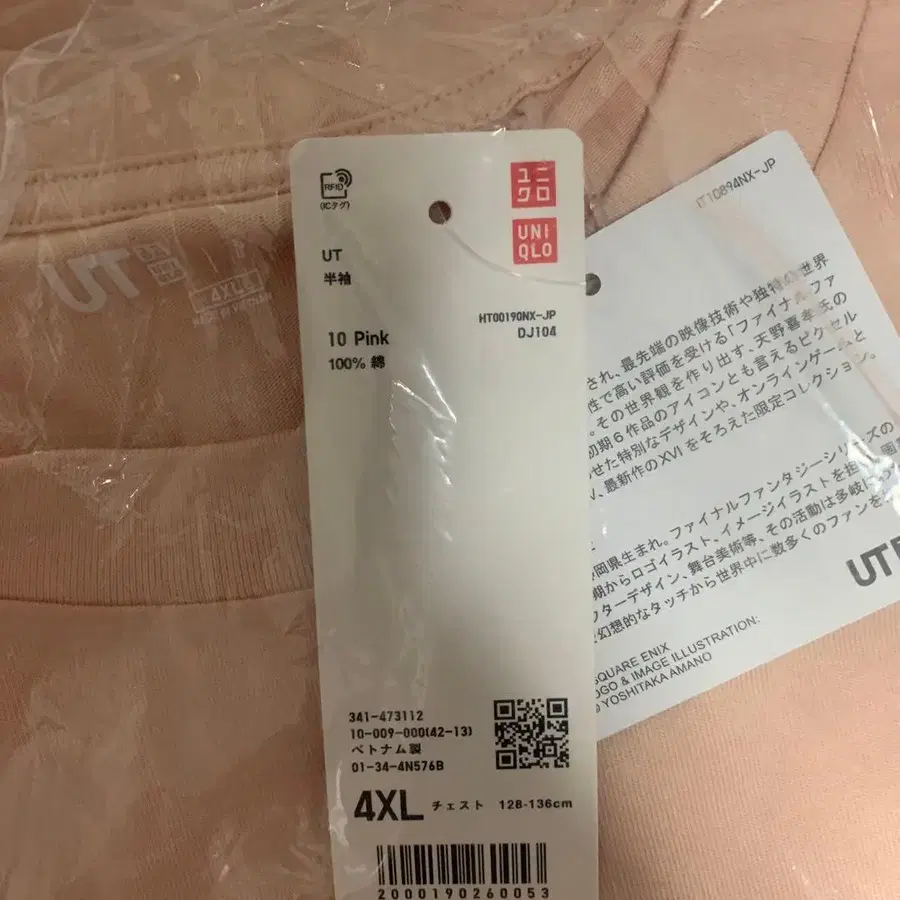 RFID
(ICタグ)
ユニ
クロ
UNI
QLO
UT
半袖
HT00190NX-JP
DJ104
10 Pink
100% 綿
341-473112
10-009-000(42-13)
ベトナム製
01-34-4N576B
4XL チェスト 128-136cm
2000190260053
UT
4XL
HT10894NX-JP
され、最先端の映像技術や独特な世界
性で高い評価を受ける「ファイナルファ
。その世界観を作り出す、天野喜孝氏の
初期6作品のアイコンとも言えるピクセル
わせた特別なデザインや、オンラインゲームと
V、最新作のXVIをそろえた限定コレクション。
岡県生まれ。ファイナルファンタジーシリーズの
期からロゴイラスト、イメージイラストを担
クターデザイン、舞台美術等、その活動は多岐に
幻想的なタッチから世界中に数多くのファンを
UT
SQUARE ENIX
OGO & IMAGE ILLUSTRATION:
© YOSHITAKA AMANO